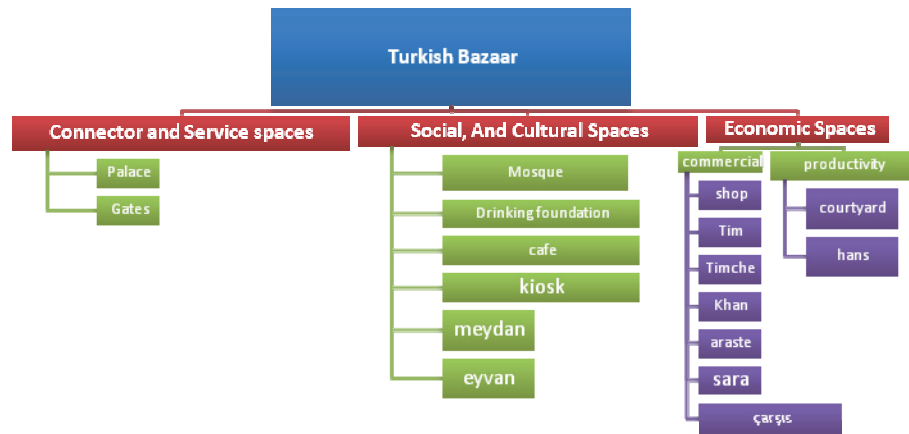 Turkish Bazaar
Connector and Service spaces
Palace
Gates
Social, And Cultural Spaces
Mosque
Drinking foundation
cafe
kiosk
meydan
eyvan
Economic Spaces
commercial
shop
Tim
Timche
Khan
araste
sara
çarşıs
productivity
courtyard
hans